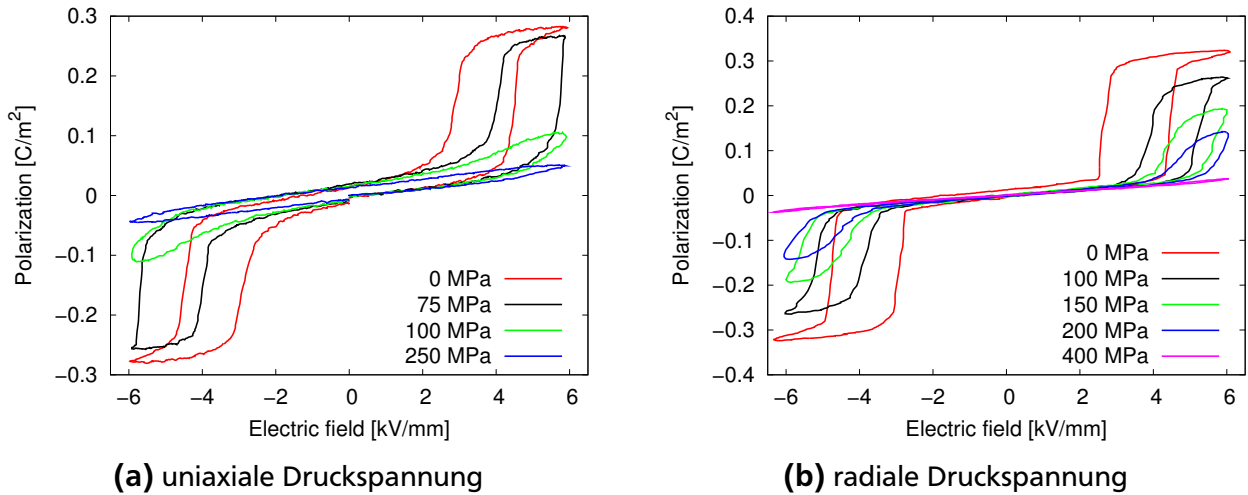 0.3
0.2
0.1
0
−0.1
−0.2
−0.3
Polarization [C/m²]
−6 −4 −2 0 2 4 6
Electric field [kV/mm]
0 MPa
75 MPa
100 MPa
250 MPa
(a) uniaxiale Druckspannung
0.4
0.3
0.2
0.1
0
−0.1
−0.2
−0.3
−0.4
Polarization [C/m²]
−6 −4 −2 0 2 4 6
Electric field [kV/mm]
0 MPa
100 MPa
150 MPa
200 MPa
400 MPa
(b) radiale Druckspannung